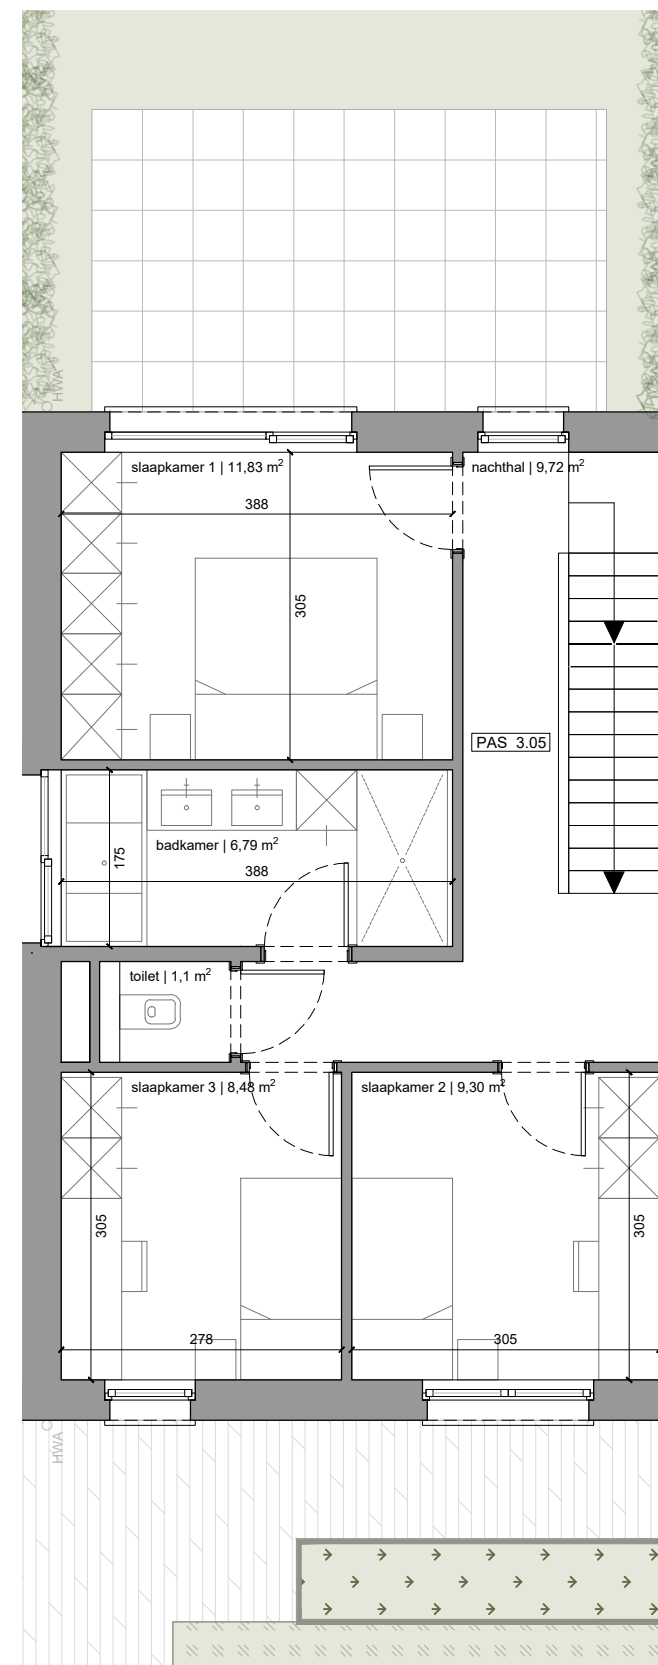 HWA
slaapkamer 1 | 11,83 m²
nachthal | 9,72 m²
388
305
PAS 3.05
badkamer | 6,79 m²
175
388
toilet | 1,1 m²
slaapkamer 3 | 8,48 m²
slaapkamer 2 | 9,30 m²
305
305
278
305
HWA